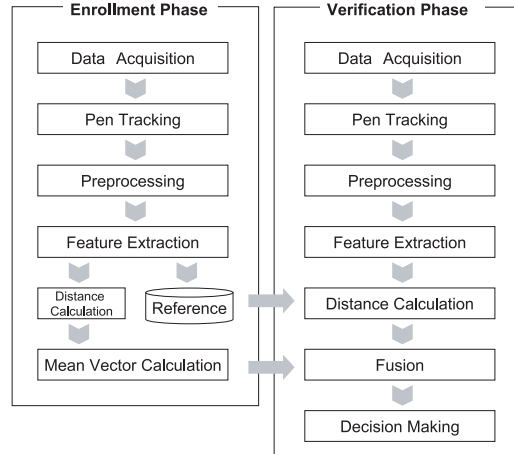 Enrollment Phase
Data Acquisition
Pen Tracking
Preprocessing
Feature Extraction
Distance
Calculation
Reference
Mean Vector Calculation
Verification Phase
Data Acquisition
Pen Tracking
Preprocessing
Feature Extraction
Distance Calculation
Fusion
Decision Making